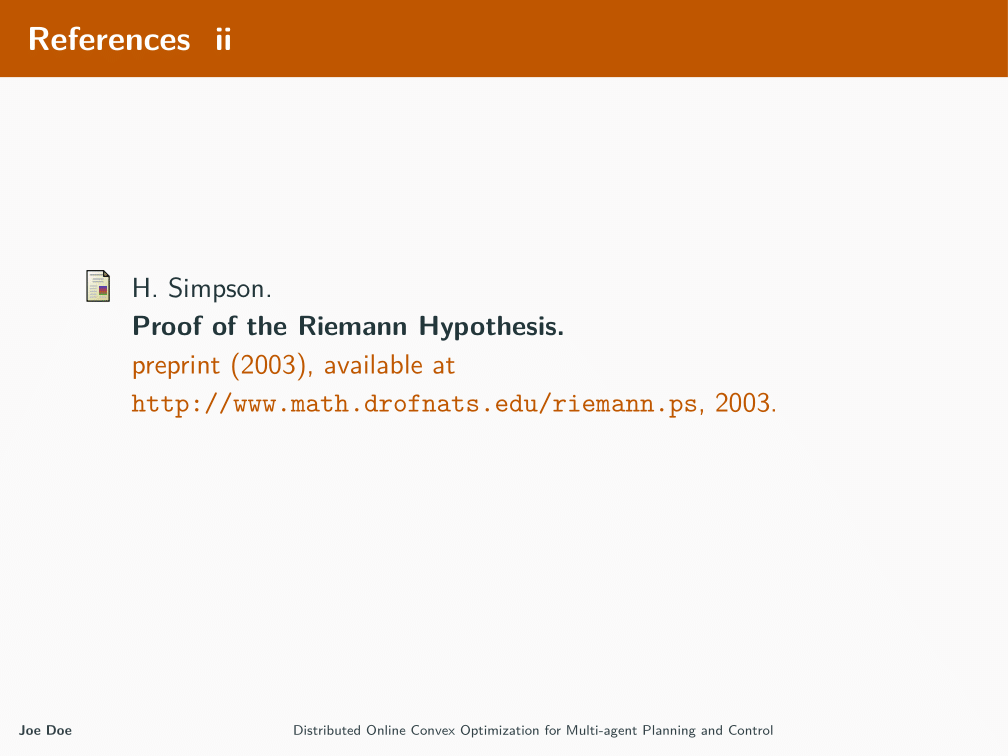 References ii
H. Simpson.
Proof of the Riemann Hypothesis.
preprint (2003), available at
http://www.math.drofnats.edu/riemann.ps, 2003.
Joe Doe
Distributed Online Convex Optimization for Multi-agent Planning and Control